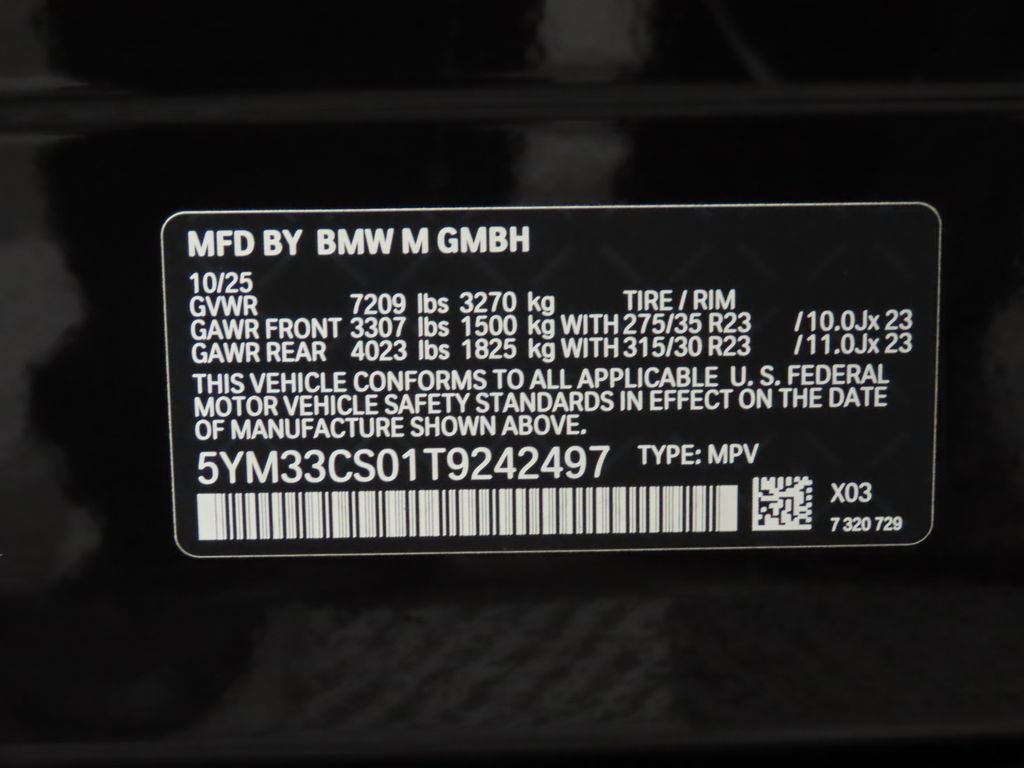 MFD BY BMW M GMBH
10/25
GVWR 7209 lbs 3270 kg TIRE / RIM
GAWR FRONT 3307 lbs 1500 kg WITH 275/35 R23 /10.0Jx 23
GAWR REAR 4023 lbs 1825 kg WITH 315/30 R23 /11.0Jx 23
THIS VEHICLE CONFORMS TO ALL APPLICABLE U. S. FEDERAL
MOTOR VEHICLE SAFETY STANDARDS IN EFFECT ON THE DATE
OF MANUFACTURE SHOWN ABOVE.
5YM33CS01T9242497 TYPE: MPV
X03
7 320 729